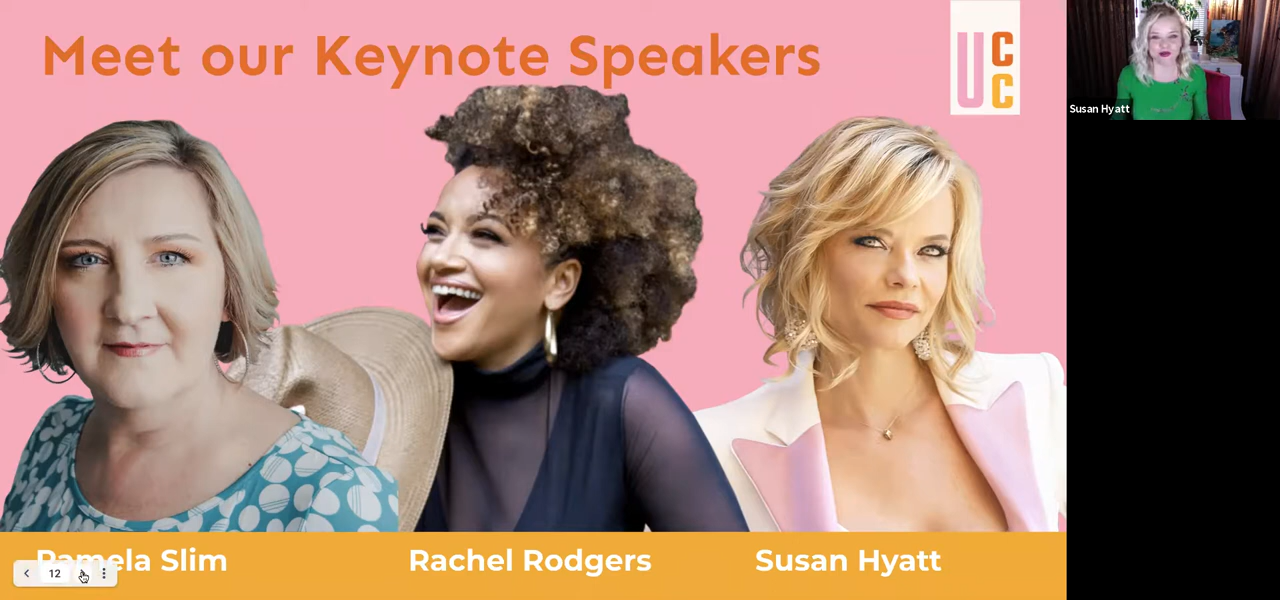 Meet our Keynote Speakers
UCC
Susan Hyatt
Pamela Slim
Rachel Rodgers
Susan Hyatt
12